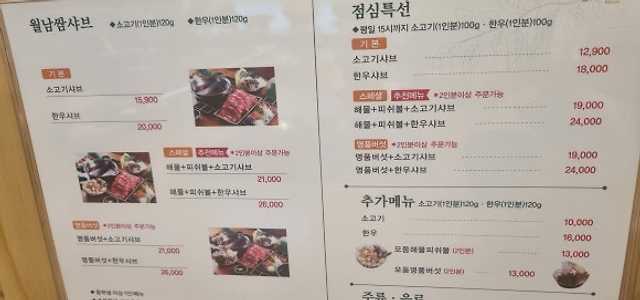 월남쌈샤브 ◆소고기(1인분)120g ◆한우(1인분)120g
기 본
소고기샤브
15,900
한우샤브
20,000
스페셜 추천메뉴 *2인분이상 주문가능
해물+피쉬볼+소고기샤브
21,000
해물+피쉬볼+한우샤브
26,000
명품버섯 *2인분이상 주문가능
명품버섯+소고기샤브
21,000
명품버섯+한우샤브
26,000
점심특선
◆평일 15시까지 소고기(1인분)100g · 한우(1인분)100g
기 본
소고기샤브 12,900
한우샤브 18,000
스페셜 추천메뉴 *2인분이상 주문가능
해물+피쉬볼+소고기샤브 19,000
해물+피쉬볼+한우샤브 24,000
명품버섯 *2인분이상 주문가능
명품버섯+소고기샤브 19,000
명품버섯+한우샤브 24,000
추가메뉴 소고기(1인분)120g · 한우(1인분)120g
소고기 10,000
한우 16,000
모둠해물피쉬볼 (2인분) 13,000
모둠명품버섯 (2인분) 13,000
주류 · 음료